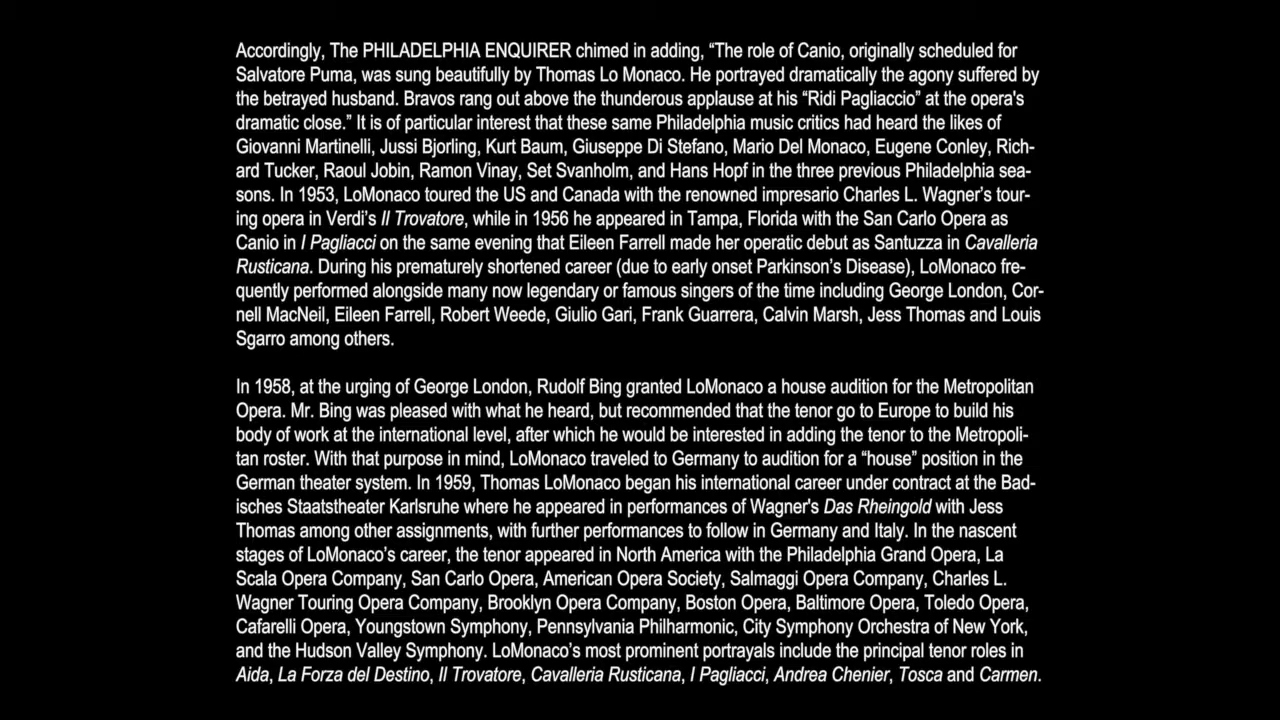 Accordingly, The PHILADELPHIA ENQUIRER chimed in adding, “The role of Canio, originally scheduled for
Salvatore Puma, was sung beautifully by Thomas Lo Monaco. He portrayed dramatically the agony suffered by
the betrayed husband. Bravos rang out above the thunderous applause at his “Ridi Pagliaccio” at the opera's
dramatic close.” It is of particular interest that these same Philadelphia music critics had heard the likes of
Giovanni Martinelli, Jussi Bjorling, Kurt Baum, Giuseppe Di Stefano, Mario Del Monaco, Eugene Conley, Rich-
ard Tucker, Raoul Jobin, Ramon Vinay, Set Svanholm, and Hans Hopf in the three previous Philadelphia sea-
sons. In 1953, LoMonaco toured the US and Canada with the renowned impresario Charles L. Wagner’s tour-
ing opera in Verdi’s Il Trovatore, while in 1956 he appeared in Tampa, Florida with the San Carlo Opera as
Canio in I Pagliacci on the same evening that Eileen Farrell made her operatic debut as Santuzza in Cavalleria
Rusticana. During his prematurely shortened career (due to early onset Parkinson’s Disease), LoMonaco fre-
quently performed alongside many now legendary or famous singers of the time including George London, Cor-
nell MacNeil, Eileen Farrell, Robert Weede, Giulio Gari, Frank Guarrera, Calvin Marsh, Jess Thomas and Louis
Sgarro among others.
In 1958, at the urging of George London, Rudolf Bing granted LoMonaco a house audition for the Metropolitan
Opera. Mr. Bing was pleased with what he heard, but recommended that the tenor go to Europe to build his
body of work at the international level, after which he would be interested in adding the tenor to the Metropoli-
tan roster. With that purpose in mind, LoMonaco traveled to Germany to audition for a “house” position in the
German theater system. In 1959, Thomas LoMonaco began his international career under contract at the Bad-
isches Staatstheater Karlsruhe where he appeared in performances of Wagner's Das Rheingold with Jess
Thomas among other assignments, with further performances to follow in Germany and Italy. In the nascent
stages of LoMonaco’s career, the tenor appeared in North America with the Philadelphia Grand Opera, La
Scala Opera Company, San Carlo Opera, American Opera Society, Salmaggi Opera Company, Charles L.
Wagner Touring Opera Company, Brooklyn Opera Company, Boston Opera, Baltimore Opera, Toledo Opera,
Cafarelli Opera, Youngstown Symphony, Pennsylvania Philharmonic, City Symphony Orchestra of New York,
and the Hudson Valley Symphony. LoMonaco’s most prominent portrayals include the principal tenor roles in
Aida, La Forza del Destino, Il Trovatore, Cavalleria Rusticana, I Pagliacci, Andrea Chenier, Tosca and Carmen.